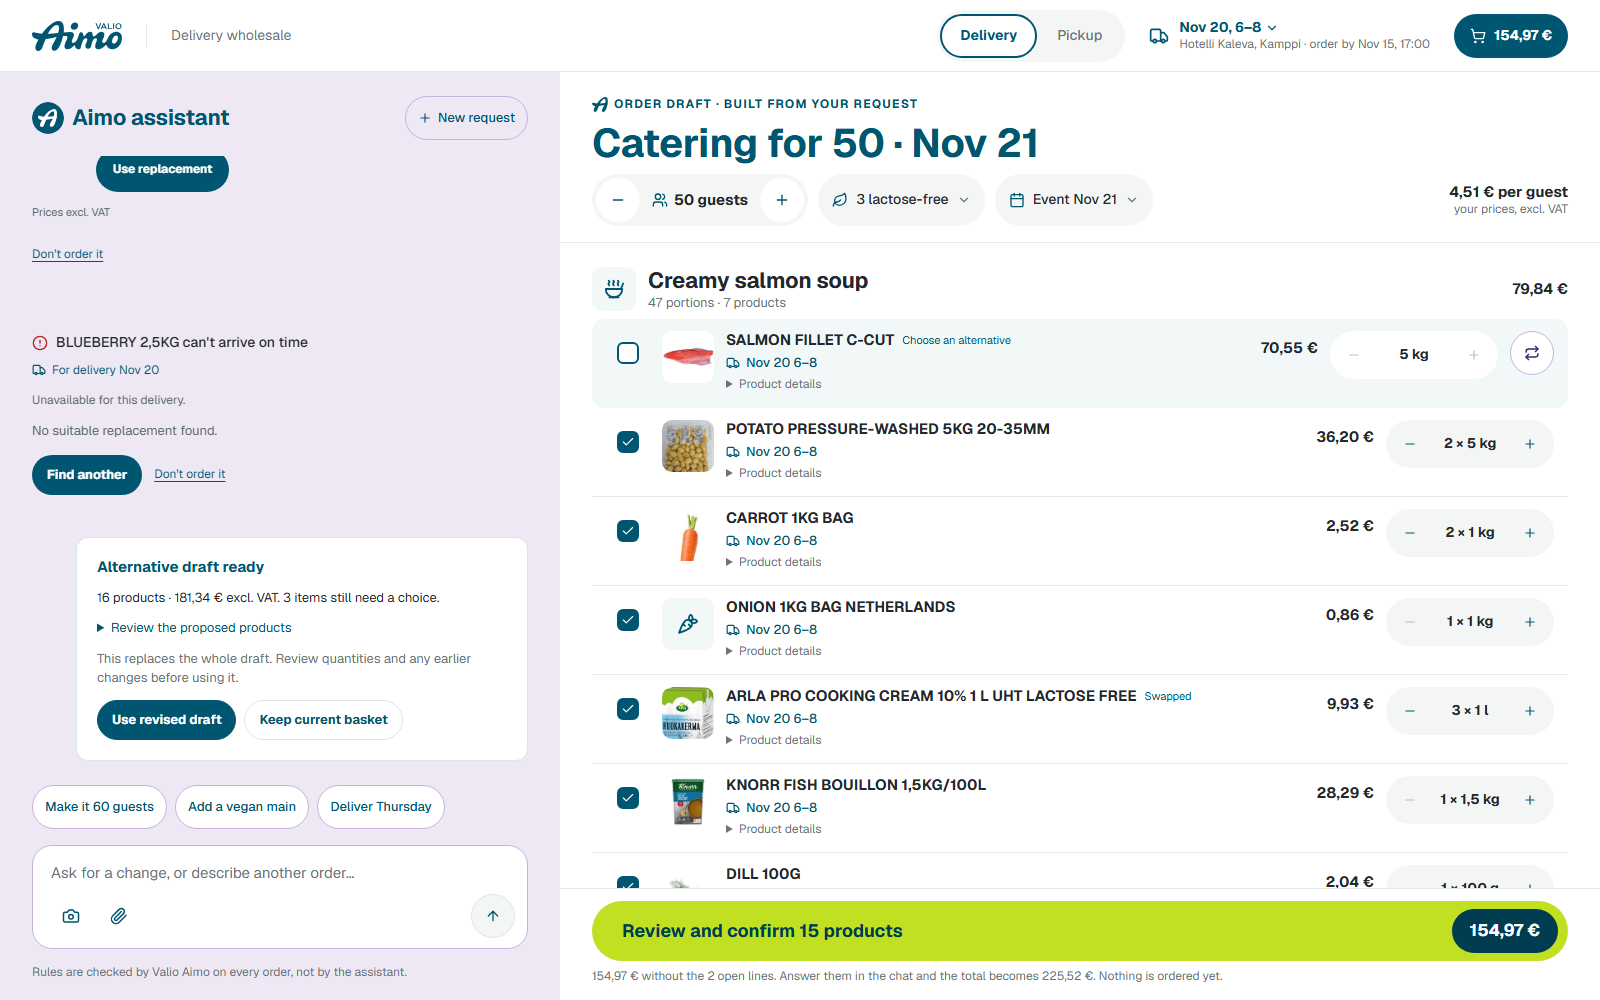 VALIO
Aimo
Delivery wholesale
Delivery
Pickup
Nov 20, 6–8
Hotelli Kaleva, Kamppi · order by Nov 15, 17:00
154,97 €
Aimo assistant
New request
Use replacement
Prices excl. VAT
Don't order it
BLUEBERRY 2,5KG can't arrive on time
For delivery Nov 20
Unavailable for this delivery.
No suitable replacement found.
Find another
Don't order it
Alternative draft ready
16 products · 181,34 € excl. VAT. 3 items still need a choice.
Review the proposed products
This replaces the whole draft. Review quantities and any earlier
changes before using it.
Use revised draft
Keep current basket
Make it 60 guests
Add a vegan main
Deliver Thursday
Ask for a change, or describe another order...
Rules are checked by Valio Aimo on every order, not by the assistant.
ORDER DRAFT · BUILT FROM YOUR REQUEST
Catering for 50 · Nov 21
50 guests
3 lactose-free
Event Nov 21
4,51 € per guest
your prices, excl. VAT
Creamy salmon soup
47 portions · 7 products
79,84 €
SALMON FILLET C-CUT Choose an alternative
Nov 20 6–8
Product details
70,55 €
5 kg
POTATO PRESSURE-WASHED 5KG 20-35MM
Nov 20 6–8
Product details
36,20 €
2 × 5 kg
CARROT 1KG BAG
Nov 20 6–8
Product details
2,52 €
2 × 1 kg
ONION 1KG BAG NETHERLANDS
Nov 20 6–8
Product details
0,86 €
1 × 1 kg
ARLA PRO COOKING CREAM 10% 1 L UHT LACTOSE FREE Swapped
Nov 20 6–8
Product details
9,93 €
3 × 1 l
RUOKAKERMA
KNORR FISH BOUILLON 1,5KG/100L
Nov 20 6–8
Product details
28,29 €
1 × 1,5 kg
Knorr
DILL 100G
2,04 €
1 × 100 g
Review and confirm 15 products
154,97 €
154,97 € without the 2 open lines. Answer them in the chat and the total becomes 225,52 €. Nothing is ordered yet.